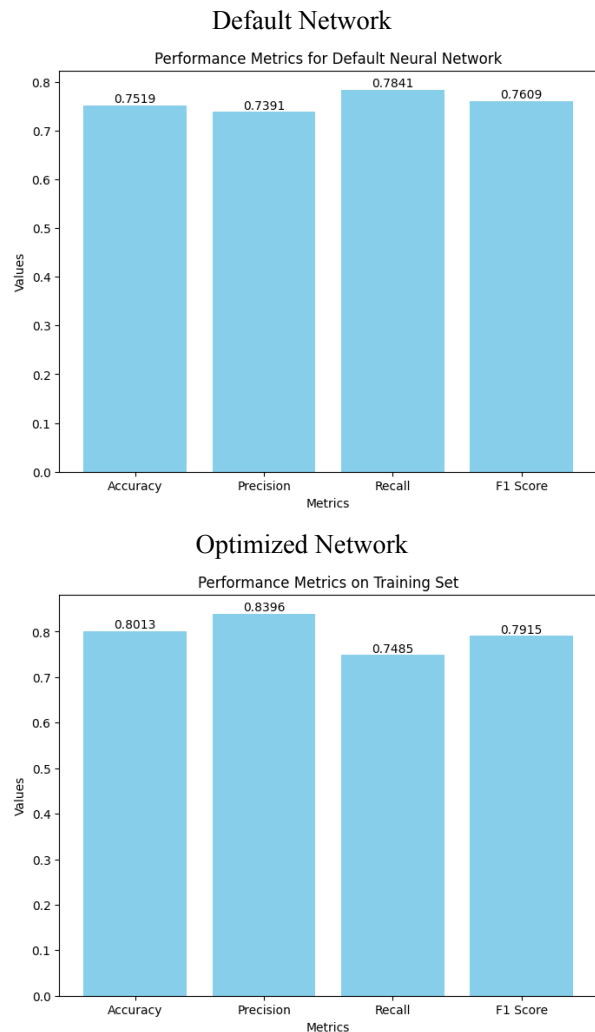 Default Network
Performance Metrics for Default Neural Network
0.8
0.7
0.6
0.5
0.4
0.3
0.2
0.1
0.0
Values
0.7519
0.7391
0.7841
0.7609
Accuracy Precision Recall F1 Score
Metrics
Optimized Network
Performance Metrics on Training Set
0.8
0.7
0.6
0.5
0.4
0.3
0.2
0.1
0.0
Values
0.8013
0.8396
0.7485
0.7915
Accuracy Precision Recall F1 Score
Metrics